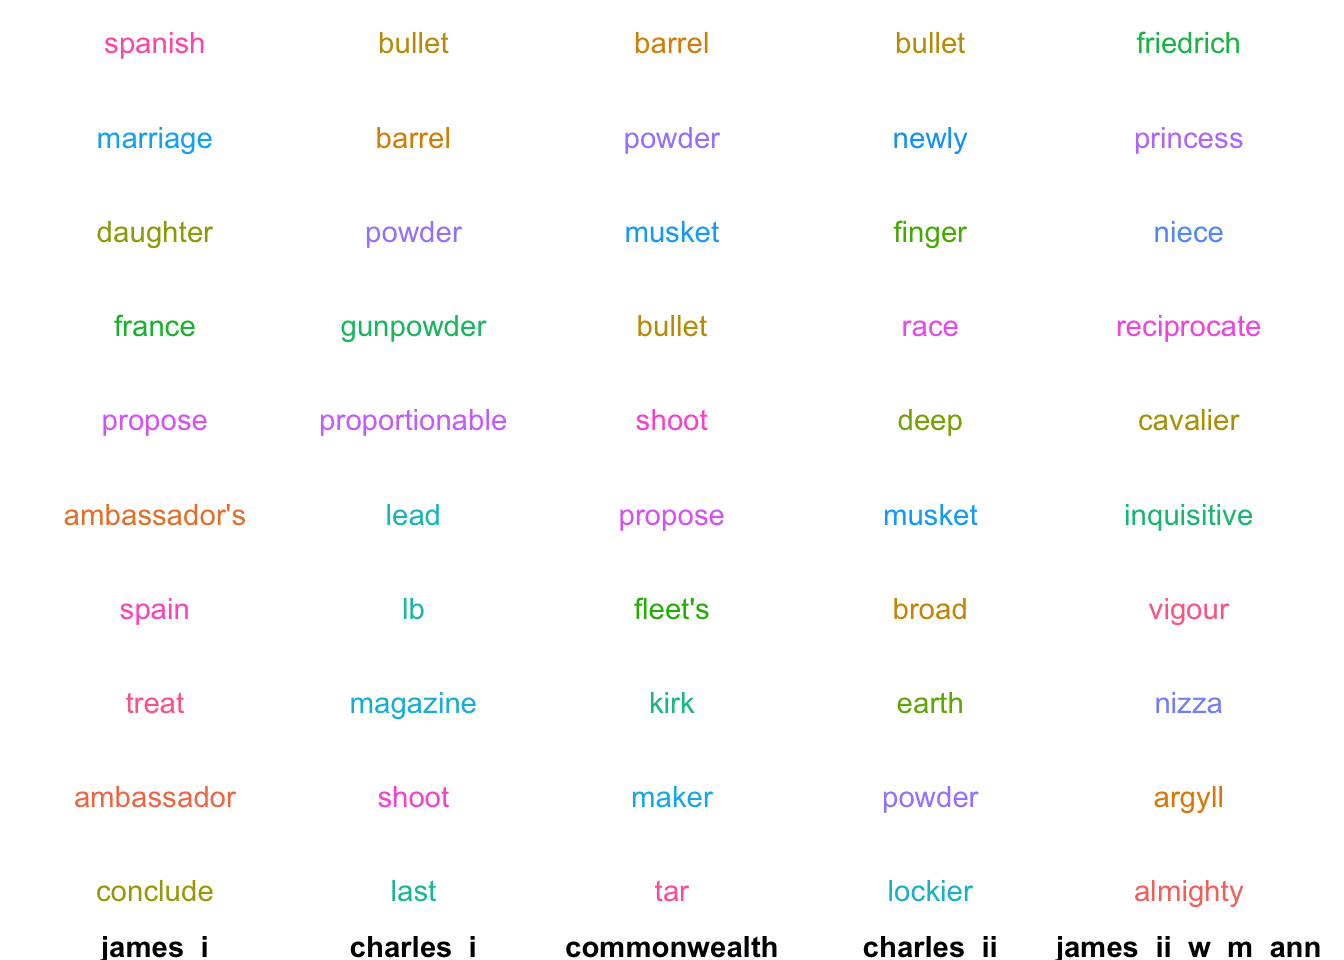 spanish bullet barrel bullet friedrich
marriage barrel powder newly princess
daughter powder musket finger niece
france gunpowder bullet race reciprocate
propose proportionable shoot deep cavalier
ambassador's lead propose musket inquisitive
spain lb fleet's broad vigour
treat magazine kirk earth nizza
ambassador shoot maker powder argyll
conclude last tar lockier almighty
james_i charles_i commonwealth charles_ii james_ii_w_m_ann